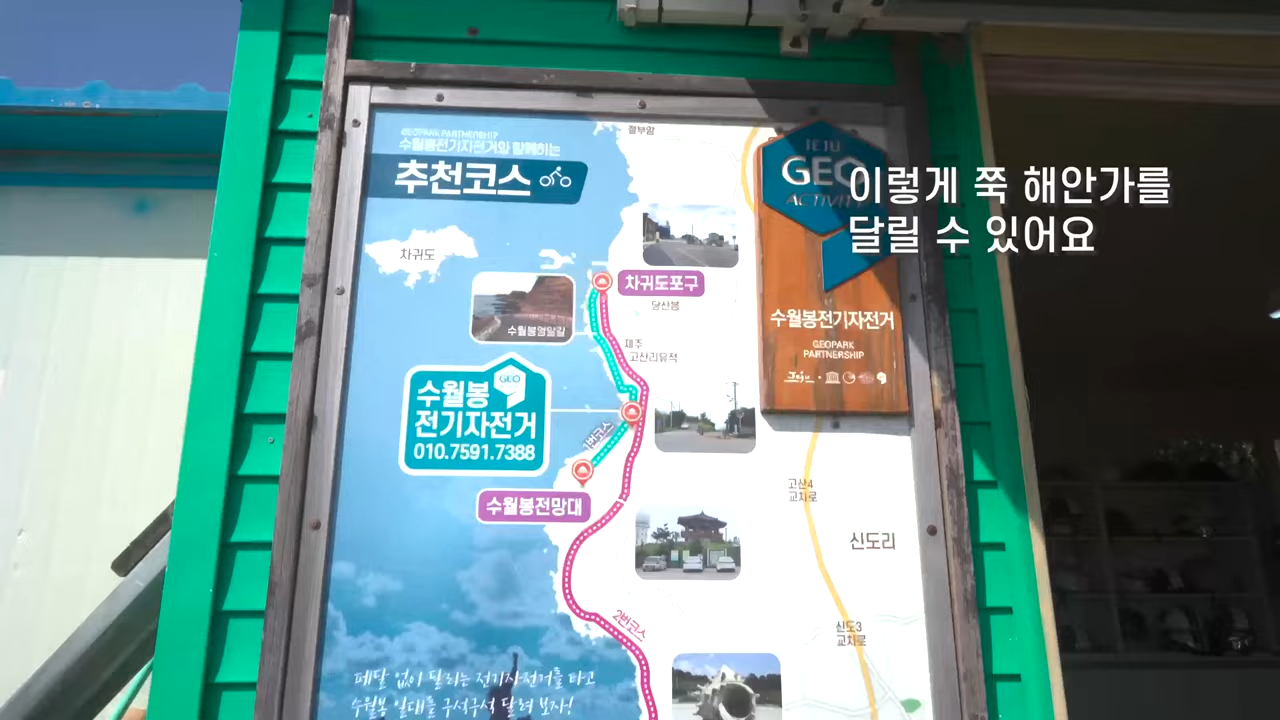 GEOPARK PARTNERSHIP
수월봉전기자전거와 함께하는
추천코스
절부암
차귀도
JEJU
GEO
ACTIVITY
이렇게 쭉 해안가를
달릴 수 있어요
차귀도포구
당산봉
수월봉엉알길
제주
고산리유적
수월봉전기자전거
GEOPARK
PARTNERSHIP
Jeju
GEO
수월봉
전기자전거
010.7591.7388
1번코스
수월봉전망대
고산4
교차로
신도리
2번코스
신도3
교차로
페달 없이 달리는 전기자전거를 타고
수월봉 일대를 구석구석 달려 보자!